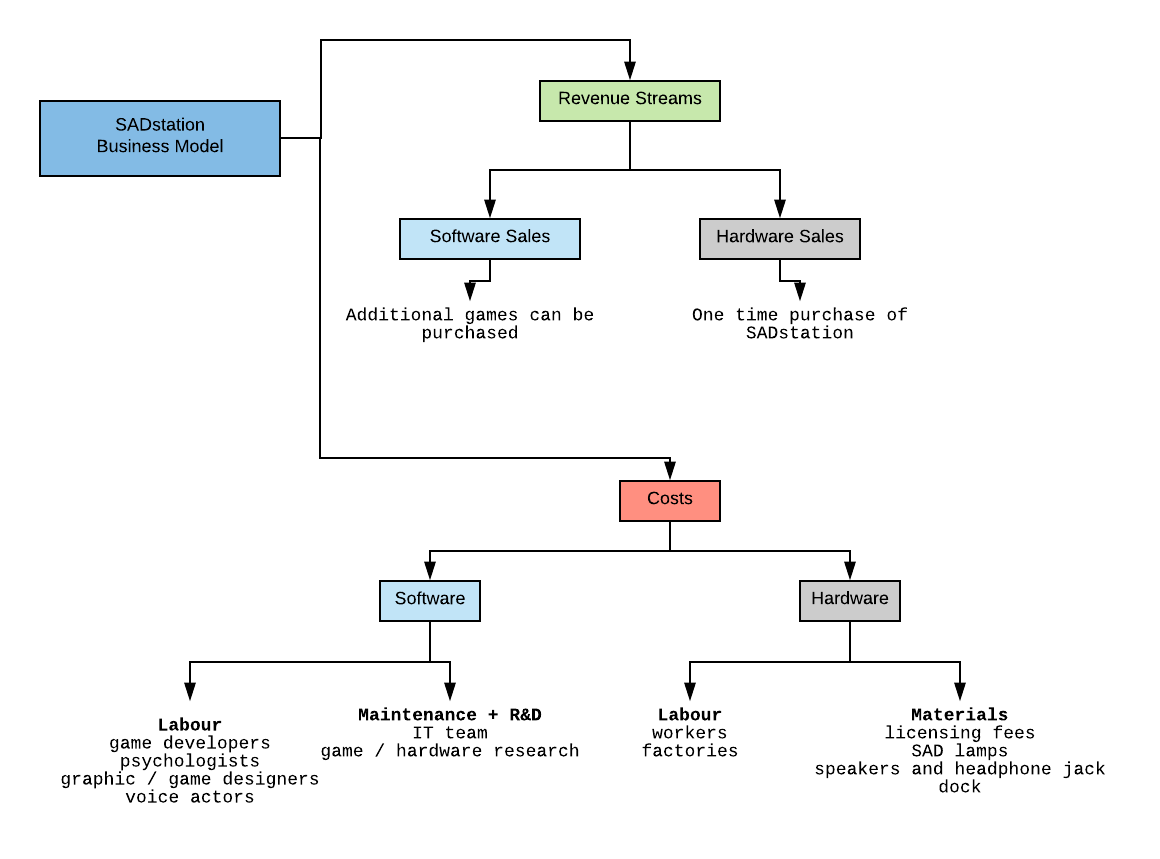 SADstation
Business Model
Revenue Streams
Software Sales
Hardware Sales
Additional games can be
purchased
One time purchase of
SADstation
Costs
Software
Hardware
Labour
game developers
psychologists
graphic / game designers
voice actors
Maintenance + R&D
IT team
game / hardware research
Labour
workers
factories
Materials
licensing fees
SAD lamps
speakers and headphone jack
dock